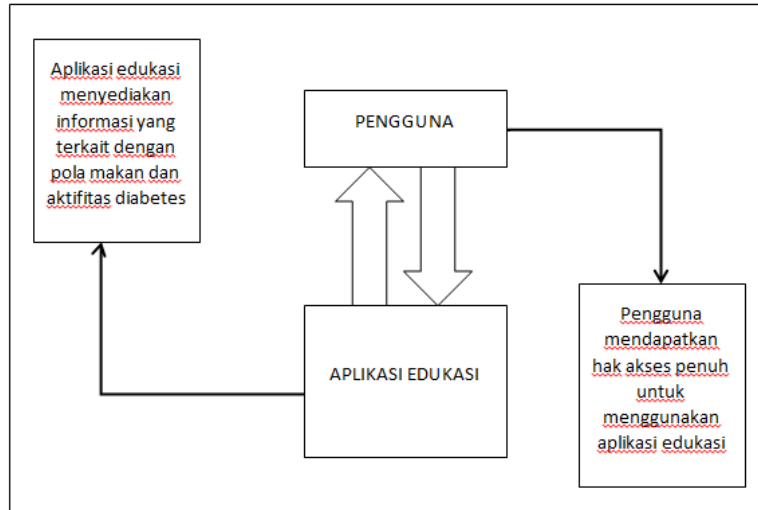 Aplikasi edukasi
menyediakan
informasi yang
terkait dengan
pola makan dan
aktifitas diabetes
PENGGUNA
APLIKASI EDUKASI
Pengguna
mendapatkan
hak akses penuh
untuk
menggunakan
aplikasi edukasi